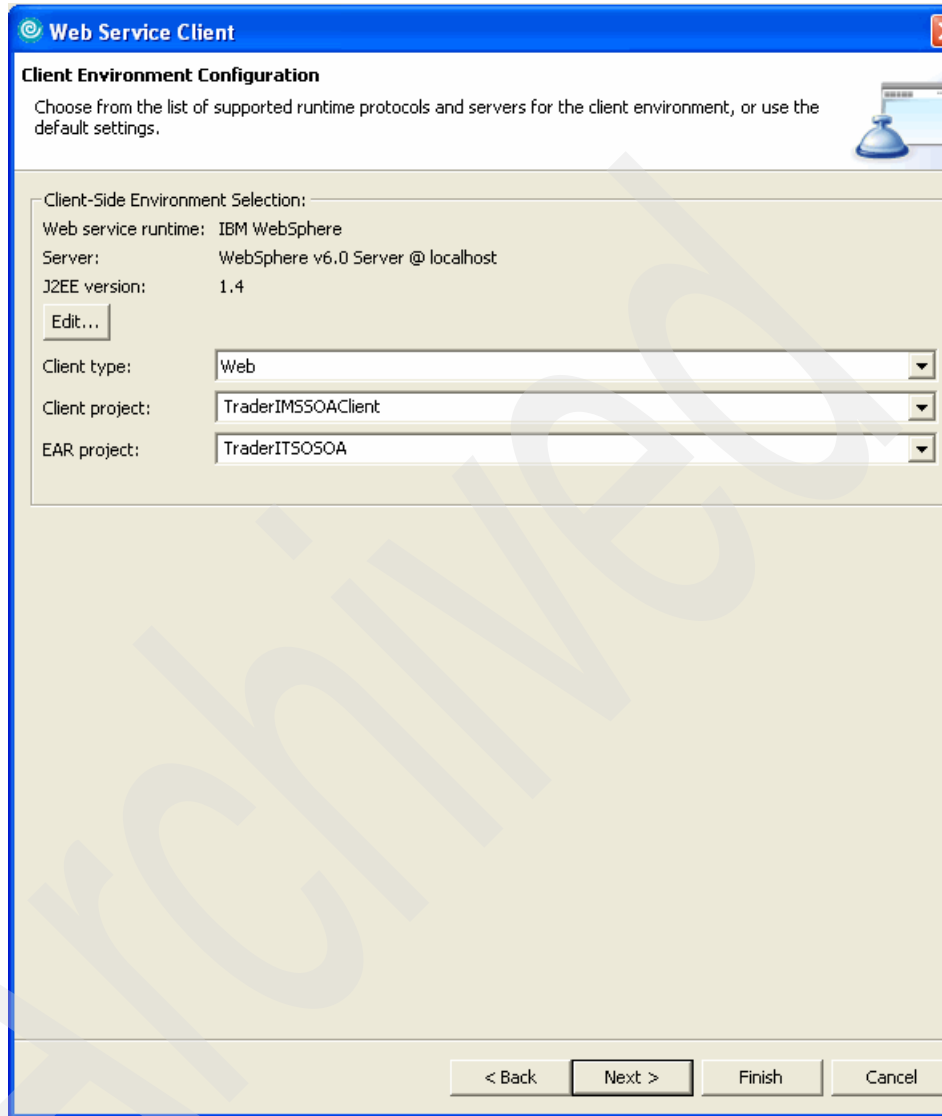 Web Service Client
Client Environment Configuration
Choose from the list of supported runtime protocols and servers for the client environment, or use the
default settings.
Client-Side Environment Selection:
Web service runtime: IBM WebSphere
Server: WebSphere v6.0 Server @ localhost
J2EE version: 1.4
Edit...
Client type: Web
Client project: TraderIMSSOAClient
EAR project: TraderITSOSOA
< Back Next > Finish Cancel
Archived